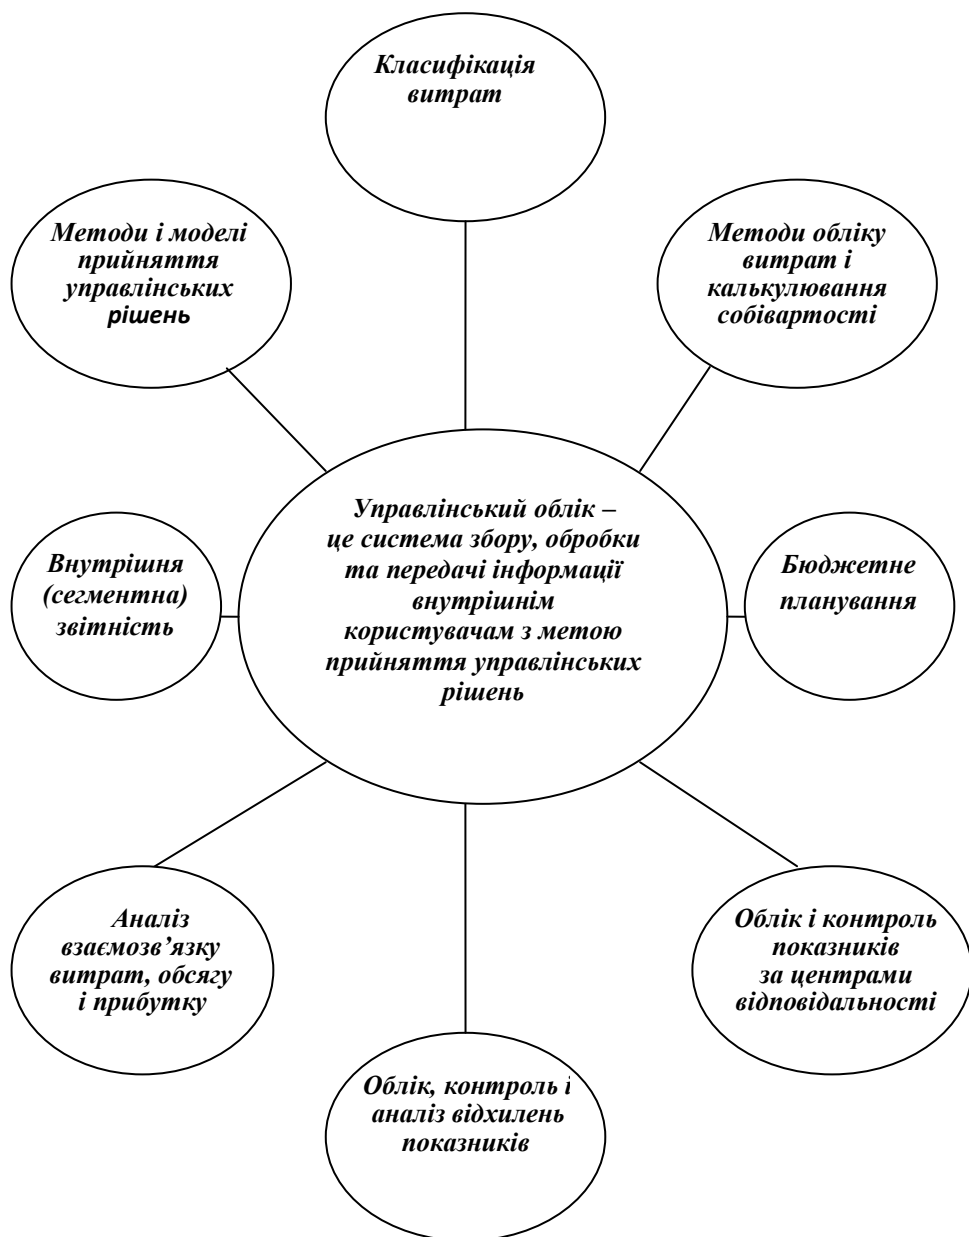 Класифікація
витрат
Методи і моделі
прийняття
управлінських
рішень
Методи обліку
витрат і
калькулювання
собівартості
Управлінський облік –
це система збору, обробки
та передачі інформації
внутрішнім
користувачам з метою
прийняття управлінських
рішень
Внутрішня
(сегментна)
звітність
Бюджетне
планування
Аналіз
взаємозв’язку
витрат, обсягу
і прибутку
Облік і контроль
показників
за центрами
відповідальності
Облік, контроль і
аналіз відхилень
показників